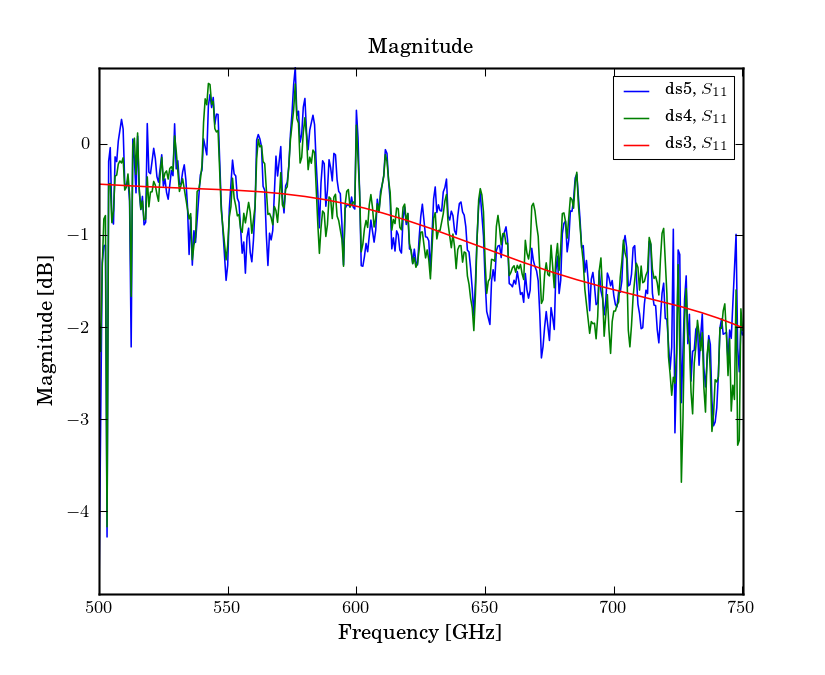 Magnitude
ds5, S11
ds4, S11
ds3, S11
0
−1
−2
−3
−4
Magnitude [dB]
500 550 600 650 700 750
Frequency [GHz]